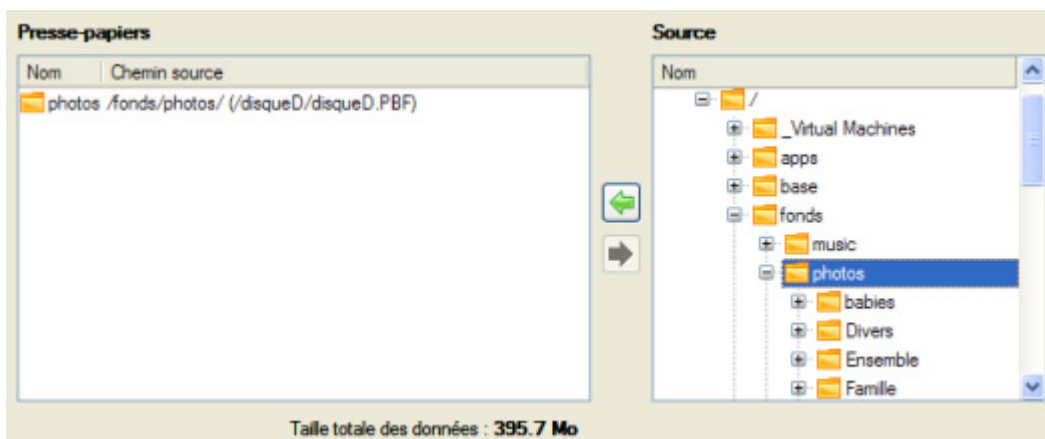 Presse-papiers
Nom Chemin source
photos /fonds/photos/ (/disqueD/disqueD.PBF)
Taille totale des données : 395.7 Mo
Source
Nom
/
_Virtual Machines
apps
base
fonds
music
photos
babies
Divers
Ensemble
Famille